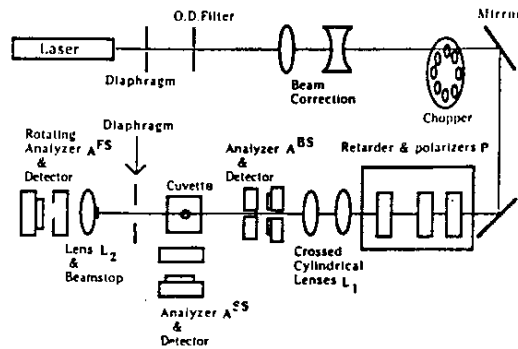 O.D.Filter
Mirror
Laser
Diaphragm
Beam
Correction
Chopper
Rotating
Analyzer A^FS
&
Detector
Diaphragm
Cuvette
Analyzer A^BS
&
Detector
Retarder & polarizers P
Lens L2
& Beamstop
Crossed
Cylindrical
Lenses L1
Analyzer A^SS
&
Detector